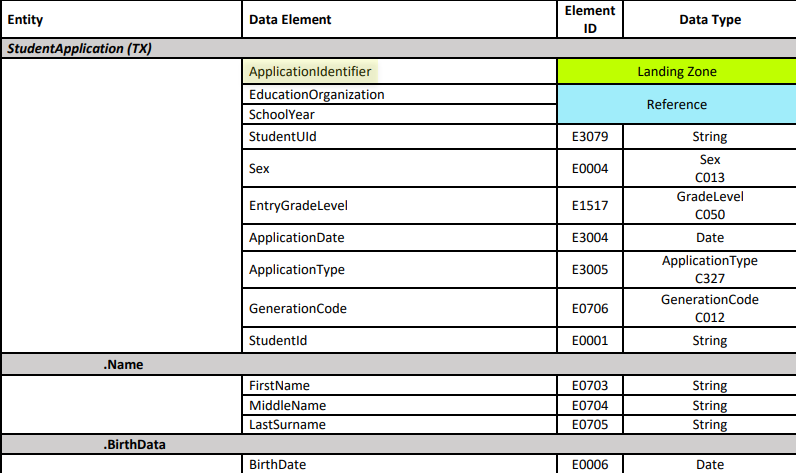 Entity Data Element Element ID Data Type
StudentApplication (TX)
ApplicationIdentifier Landing Zone
EducationOrganization Reference
SchoolYear
StudentUId E3079 String
Sex E0004 Sex C013
EntryGradeLevel E1517 GradeLevel C050
ApplicationDate E3004 Date
ApplicationType E3005 ApplicationType C327
GenerationCode E0706 GenerationCode C012
StudentId E0001 String
.Name
FirstName E0703 String
MiddleName E0704 String
LastSurname E0705 String
.BirthData
BirthDate E0006 Date